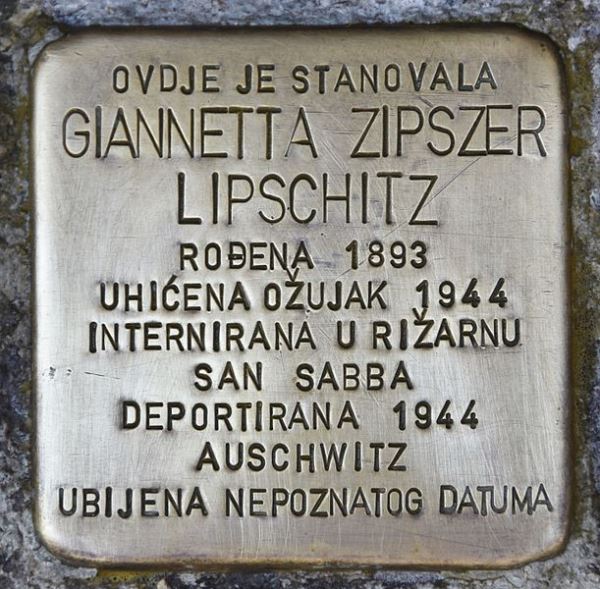 OVDJE JE STANOVALA
GIANNETTA ZIPSZER
LIPSCHITZ
ROĐENA 1893
UHIĆENA OŽUJAK 1944
INTERNIRANA U RIŽARNU
SAN SABBA
DEPORTIRANA 1944
AUSCHWITZ
UBIJENA NEPOZNATOG DATUMA